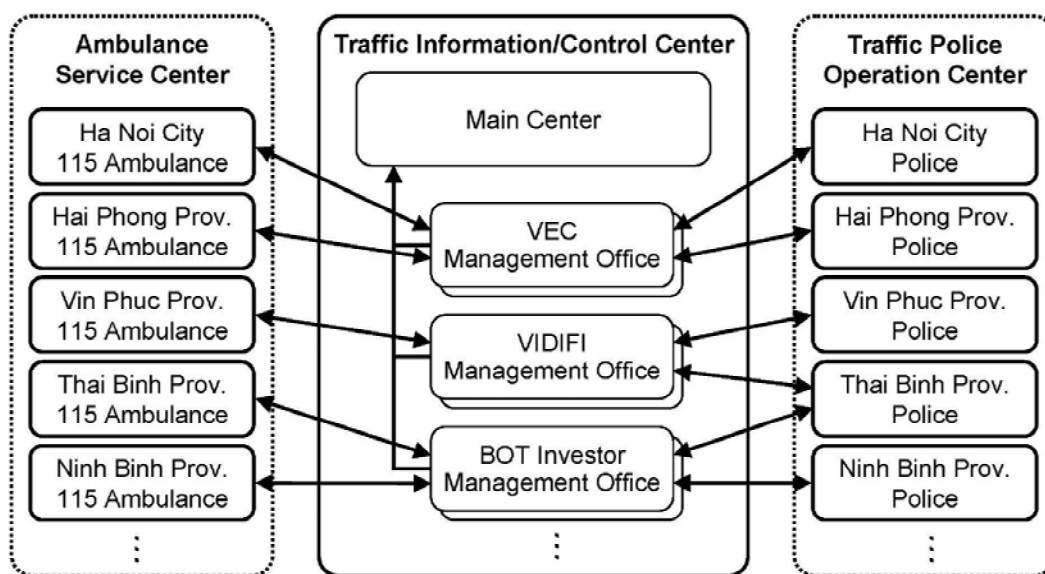 Ambulance
Service Center
Ha Noi City
115 Ambulance
Hai Phong Prov.
115 Ambulance
Vin Phuc Prov.
115 Ambulance
Thai Binh Prov.
115 Ambulance
Ninh Binh Prov.
115 Ambulance
Traffic Information/Control Center
Main Center
VEC
Management Office
VIDIFI
Management Office
BOT Investor
Management Office
Traffic Police
Operation Center
Ha Noi City
Police
Hai Phong Prov.
Police
Vin Phuc Prov.
Police
Thai Binh Prov.
Police
Ninh Binh Prov.
Police